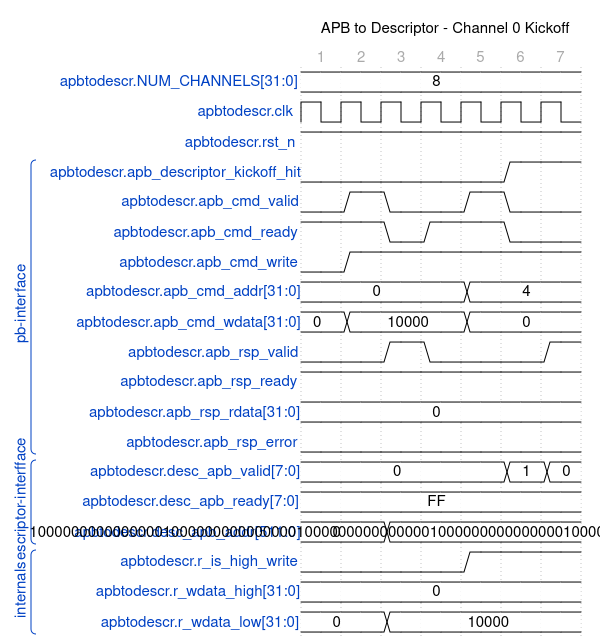 APB to Descriptor - Channel 0 Kickoff
1 2 3 4 5 6 7
apbtodescr.NUM_CHANNELS[31:0] 8
apbtodescr.clk
apbtodescr.rst_n
apbtodescr.apb_descriptor_kickoff_hit
apbtodescr.apb_cmd_valid
apbtodescr.apb_cmd_ready
apbtodescr.apb_cmd_write
apbtodescr.apb_cmd_addr[31:0] 0 4
apbtodescr.apb_cmd_wdata[31:0] 0 10000 0
apbtodescr.apb_rsp_valid
apbtodescr.apb_rsp_ready
apbtodescr.apb_rsp_rdata[31:0] 0
apbtodescr.apb_rsp_error
pb-interface
apbtodescr.desc_apb_valid[7:0] 0 1 0
apbtodescr.desc_apb_ready[7:0] FF
apbtodescr.r_is_high_write
apbtodescr.r_wdata_high[31:0] 0
apbtodescr.r_wdata_low[31:0] 0 10000